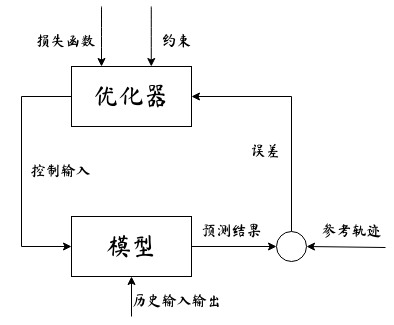 损失函数
约束
优化器
误差
控制输入
预测结果
参考轨迹
模型
历史输入输出